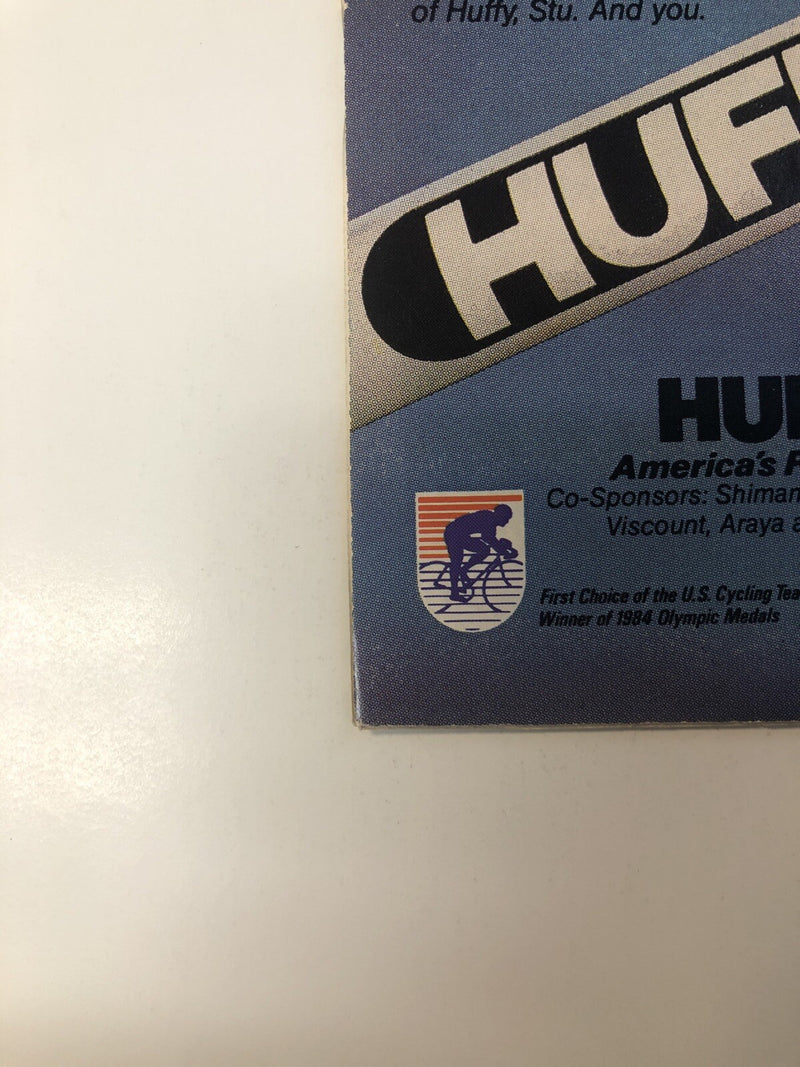 of Huffy, Stu. And you.
HUF
HU
America's F
Co-Sponsors: Shiman
Viscount, Araya a
First Choice of the U.S. Cycling Tea
Winner of 1984 Olympic Medals